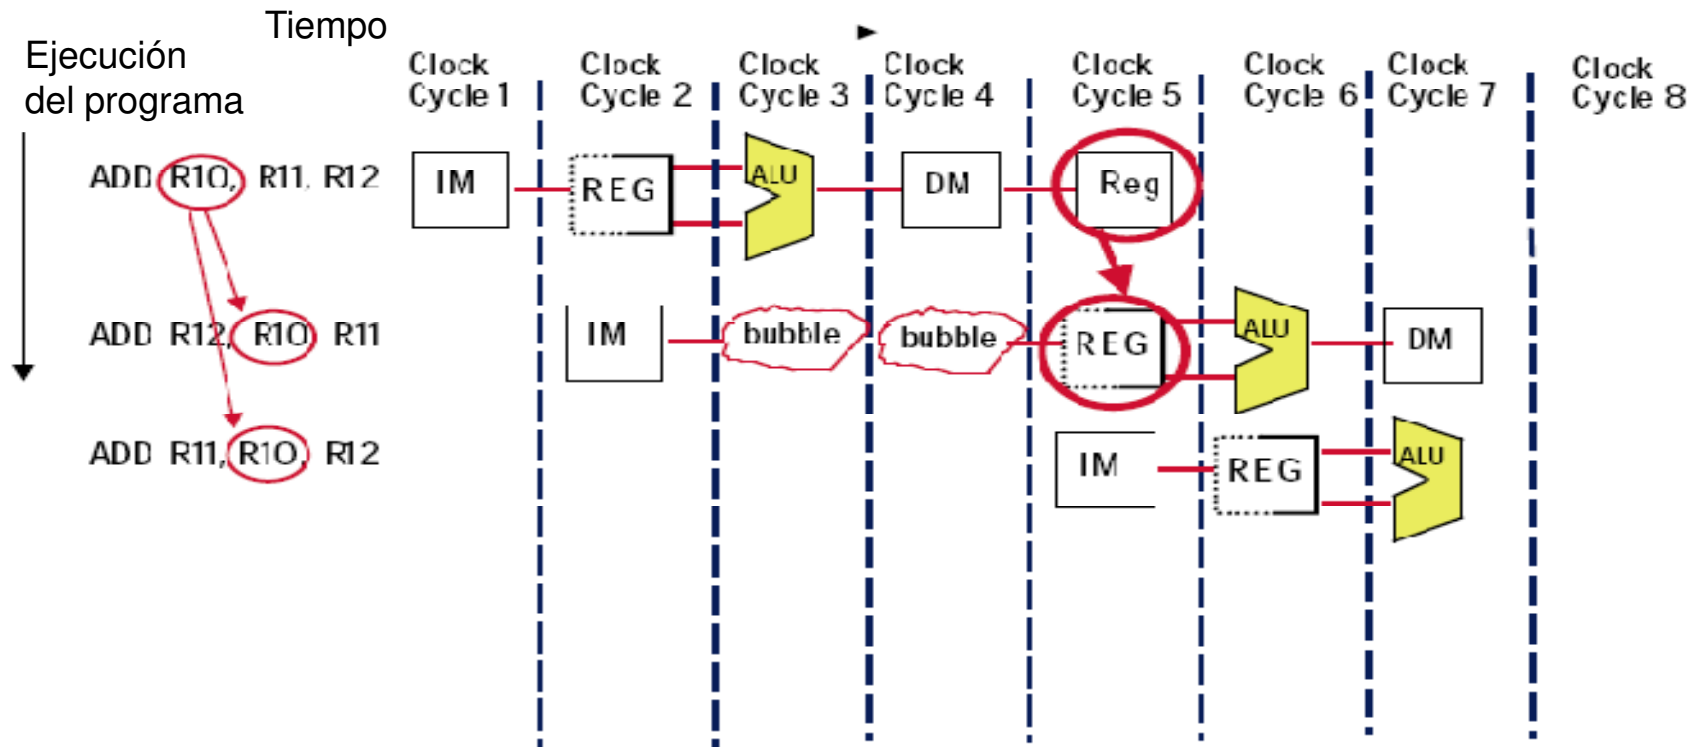 Tiempo
Ejecución
del programa
Clock Cycle 1
Clock Cycle 2
Clock Cycle 3
Clock Cycle 4
Clock Cycle 5
Clock Cycle 6
Clock Cycle 7
Clock Cycle 8
ADD R10, R11, R12
IM
REG
ALU
DM
Reg
ADD R12, R10 R11
IM
bubble
bubble
REG
ALU
DM
ADD R11, R10, R12
IM
REG
ALU